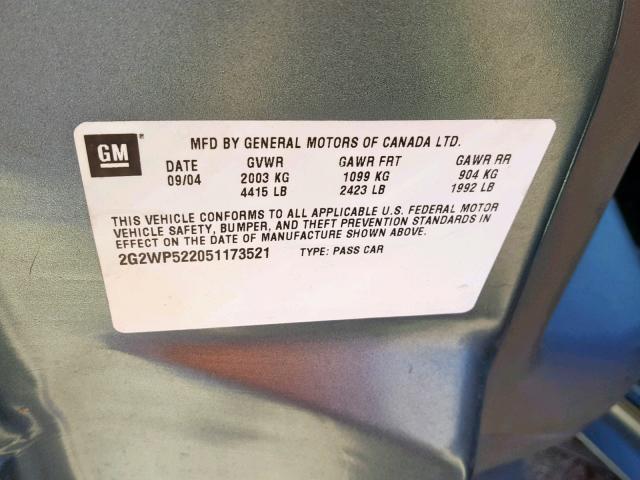 GM
MFD BY GENERAL MOTORS OF CANADA LTD.
DATE GVWR GAWR FRT GAWR RR
09/04 2003 KG 1099 KG 904 KG
4415 LB 2423 LB 1992 LB
THIS VEHICLE CONFORMS TO ALL APPLICABLE U.S. FEDERAL MOTOR
VEHICLE SAFETY, BUMPER, AND THEFT PREVENTION STANDARDS IN
EFFECT ON THE DATE OF MANUFACTURE SHOWN ABOVE.
2G2WP522051173521 TYPE: PASS CAR